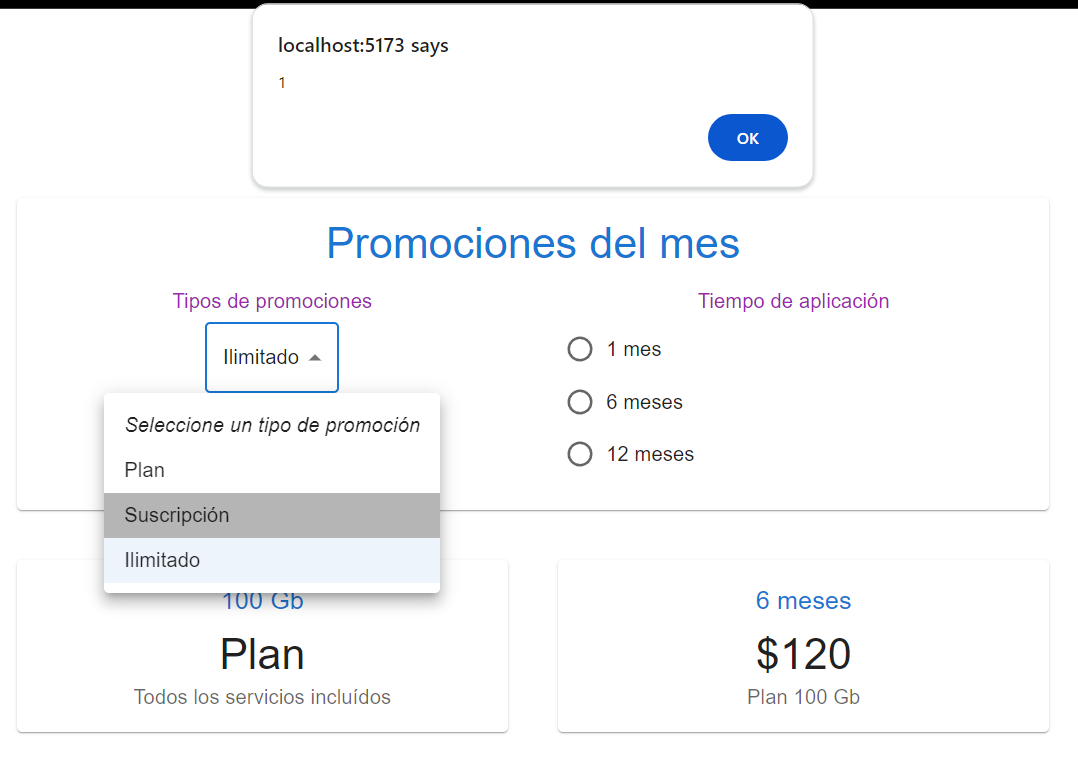 localhost:5173 says
1
OK
Promociones del mes
Tipos de promociones
Ilimitado
Seleccione un tipo de promoción
Plan
Suscripción
Ilimitado
Tiempo de aplicación
1 mes
6 meses
12 meses
100 Gb
Plan
Todos los servicios incluídos
6 meses
$120
Plan 100 Gb